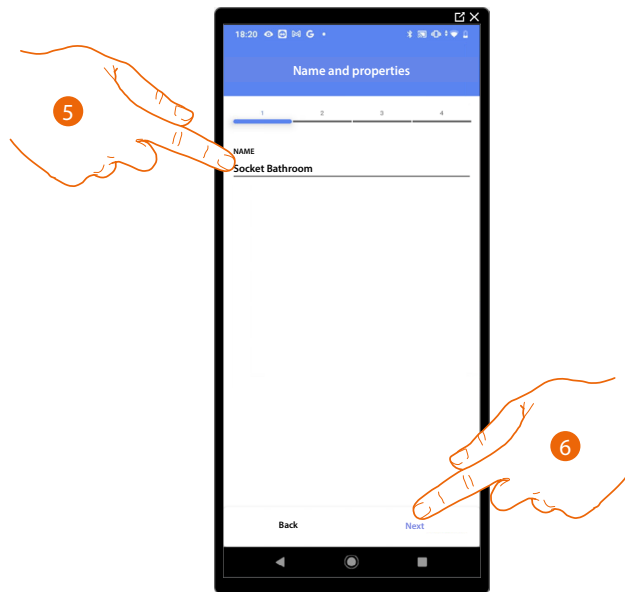 18:20 G
Name and properties
1 2 3 4
5
NAME
Socket Bathroom
6
Back Next